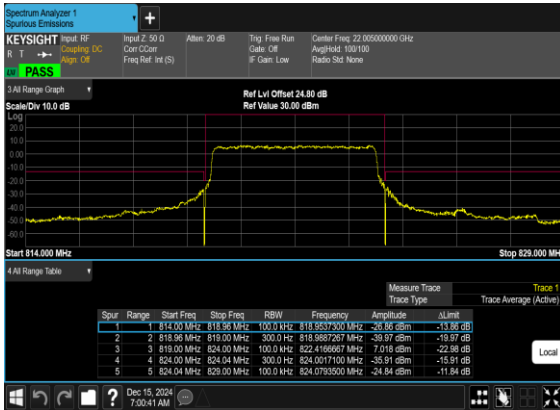 Spectrum Analyzer 1
Spurious Emissions
KEYSIGHT Input: RF Input Z: 50 Ω Atten: 20 dB Trig: Free Run Center Freq: 22.005000000 GHz
R T Coupling: DC Corr CCorr Gate: Off Avg|Hold: 100/100
Align: Off Freq Ref: Int (S) IF Gain: Low Radio Std: None
LNI PASS
3 All Range Graph
Ref Lvl Offset 24.80 dB
Scale/Div 10.0 dB Ref Value 30.00 dBm
Log
20.0
10.0
0.00
-10.0
-20.0
-30.0
-40.0
-50.0
-60.0
Start 814.000 MHz Stop 829.000 MH
4 All Range Table
Measure Trace Trace 1
Trace Type Trace Average (Active)
Spur Range Start Freq Stop Freq RBW Frequency Amplitude ΔLimit
1 1 814.00 MHz 818.96 MHz 100.0 kHz 818.9537300 MHz -26.86 dBm -13.86 dB
2 2 818.96 MHz 819.00 MHz 300.0 Hz 818.9887267 MHz -39.97 dBm -19.97 dB
3 3 819.00 MHz 824.00 MHz 100.0 kHz 822.4166667 MHz 7.018 dBm -22.98 dB
4 4 824.00 MHz 824.04 MHz 300.0 Hz 824.0017100 MHz -35.91 dBm -15.91 dB
5 5 824.04 MHz 829.00 MHz 100.0 kHz 824.0793500 MHz -24.84 dBm -11.84 dB
Local
Dec 15, 2024
7:00:41 AM